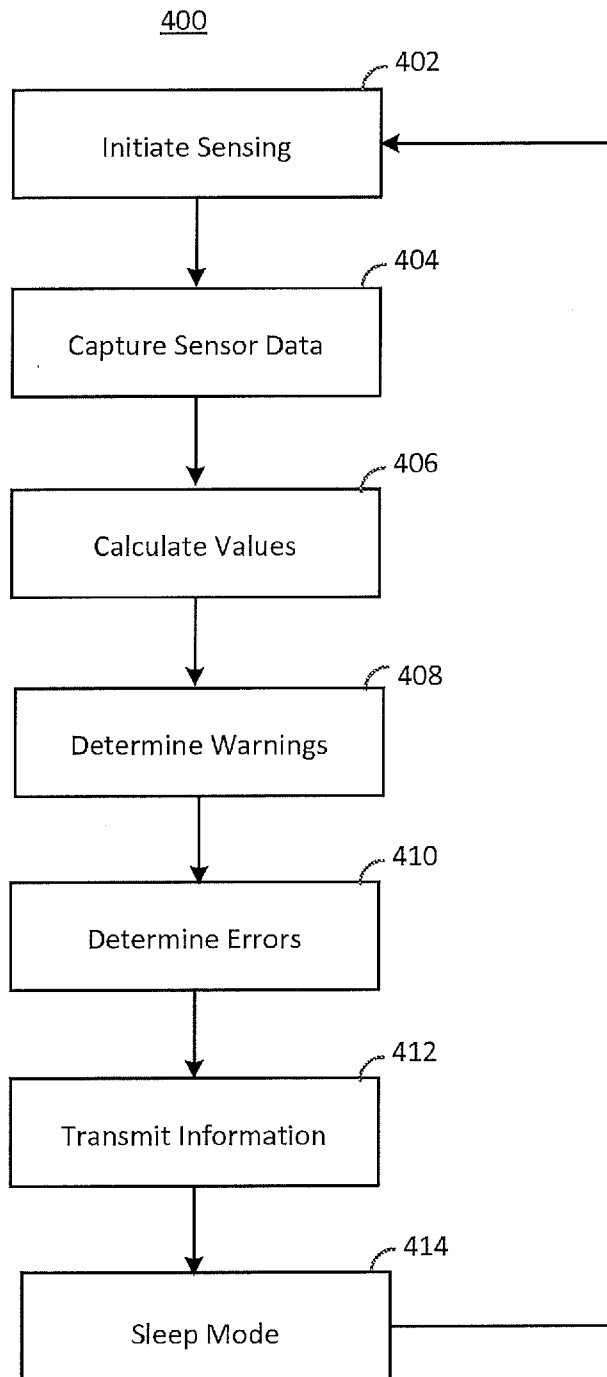 400
402
Initiate Sensing
404
Capture Sensor Data
406
Calculate Values
408
Determine Warnings
410
Determine Errors
412
Transmit Information
414
Sleep Mode